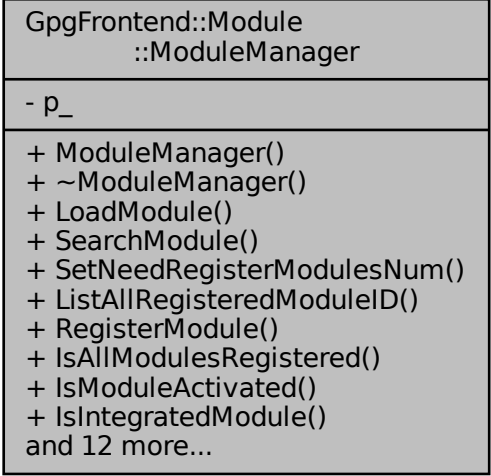 GpgFrontend::Module
::ModuleManager
- p_
+ ModuleManager()
+ ~ModuleManager()
+ LoadModule()
+ SearchModule()
+ SetNeedRegisterModulesNum()
+ ListAllRegisteredModuleID()
+ RegisterModule()
+ IsAllModulesRegistered()
+ IsModuleActivated()
+ IsIntegratedModule()
and 12 more...